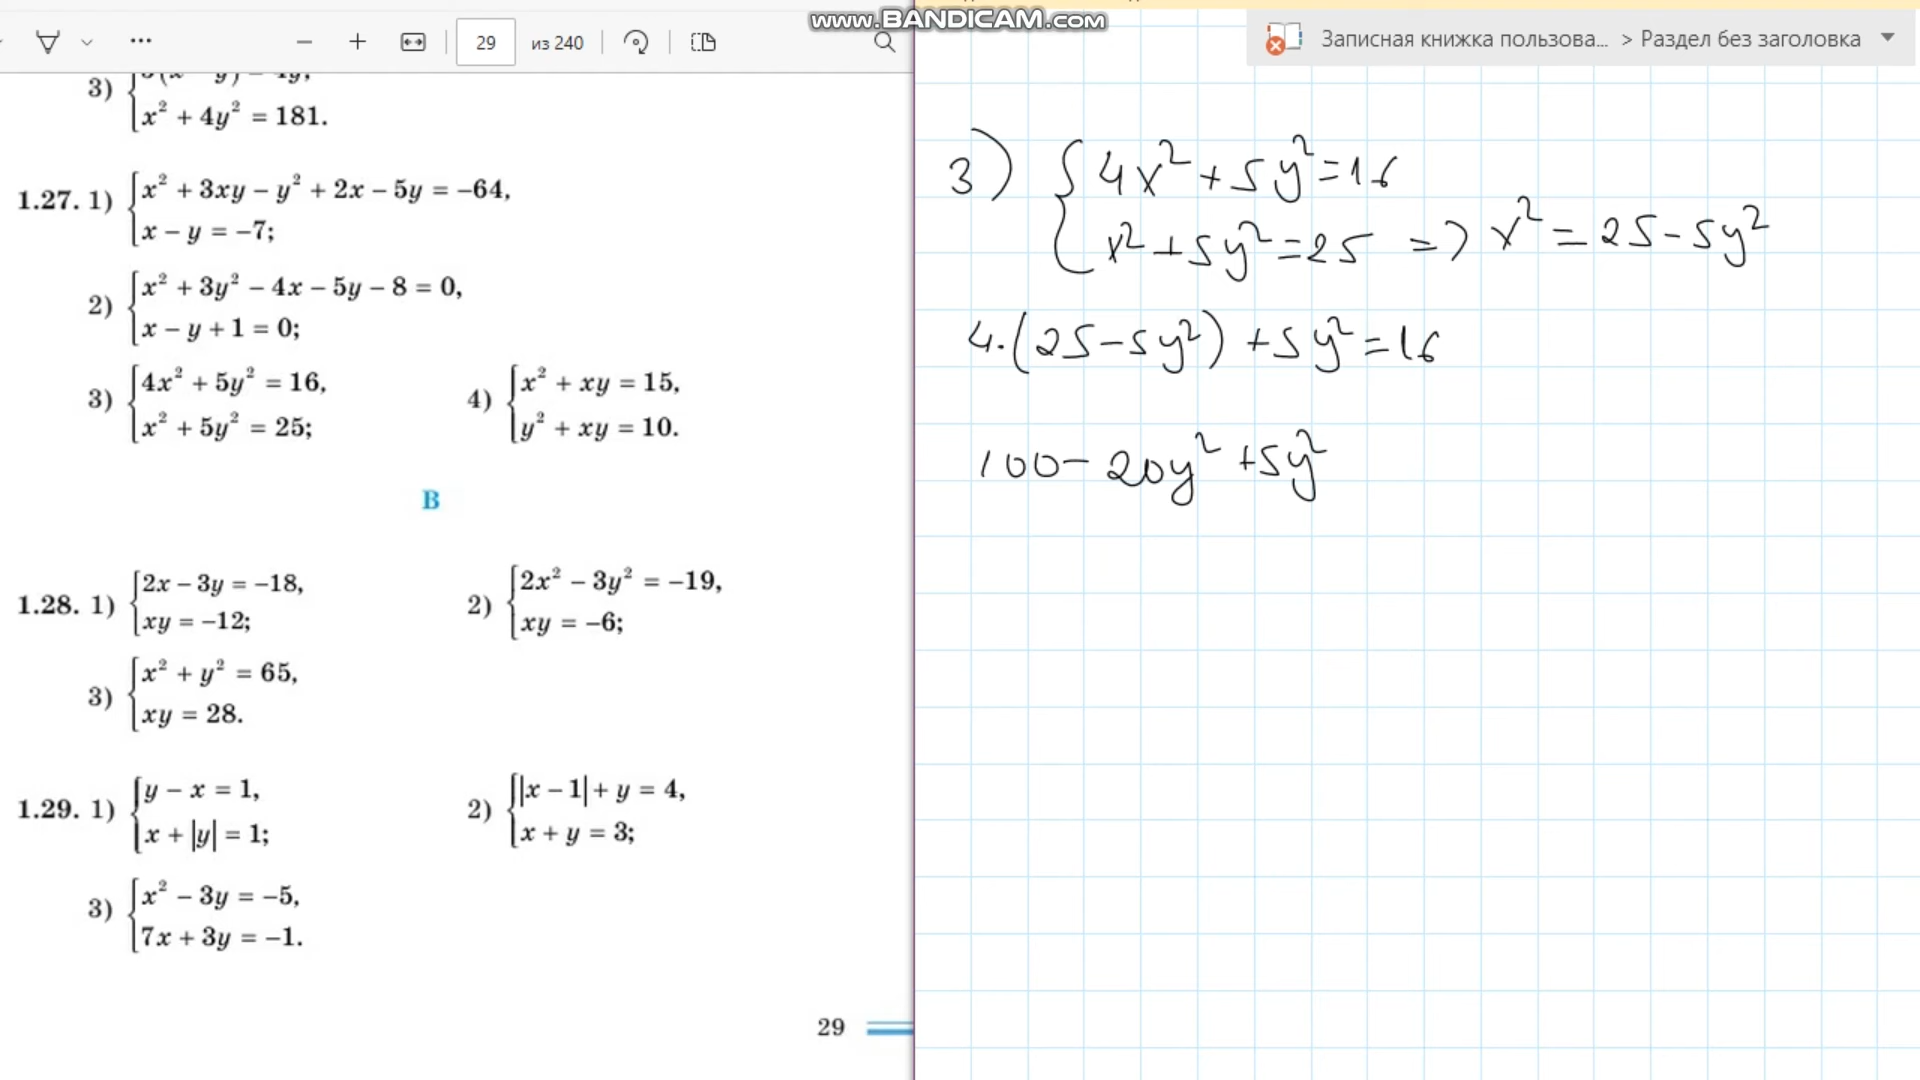 www.BANDICAM.com
29 из 240
Записная книжка пользова... > Раздел без заголовка
3) x² + 4y² = 181.
1.27. 1) x² + 3xy − y² + 2x − 5y = −64,
x − y = −7;
2) x² + 3y² − 4x − 5y − 8 = 0,
x − y + 1 = 0;
3) 4x² + 5y² = 16,
x² + 5y² = 25;
4) x² + xy = 15,
y² + xy = 10.
В
1.28. 1) 2x − 3y = −18,
xy = −12;
2) 2x² − 3y² = −19,
xy = −6;
3) x² + y² = 65,
xy = 28.
1.29. 1) y − x = 1,
x + |y| = 1;
2) |x − 1| + y = 4,
x + y = 3;
3) x² − 3y = −5,
7x + 3y = −1.
29
3) 4x² + 5y² = 16
x² + 5y² = 25 => x² = 25 − 5y²
4·(25 − 5y²) + 5y² = 16
100 − 20y² + 5y²